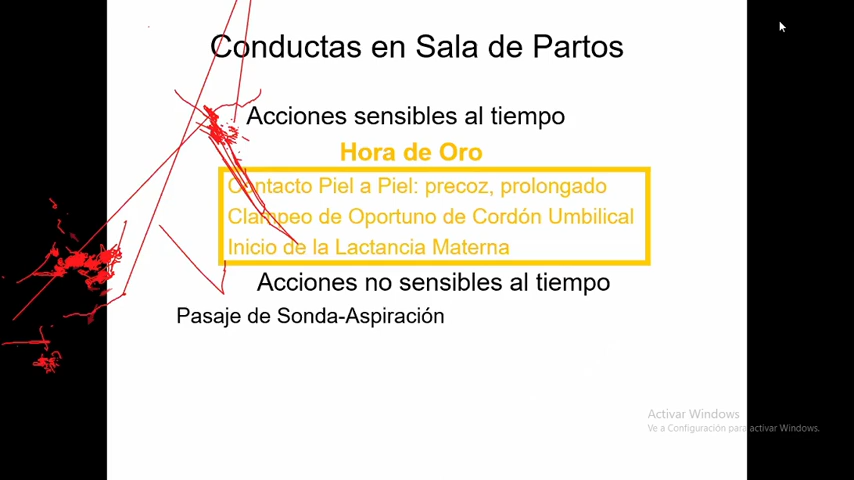 Conductas en Sala de Partos
Acciones sensibles al tiempo
Hora de Oro
Contacto Piel a Piel: precoz, prolongado
Clampeo de Oportuno de Cordón Umbilical
Inicio de la Lactancia Materna
Acciones no sensibles al tiempo
Pasaje de Sonda-Aspiración
Activar Windows
Ve a Configuración para activar Windows.